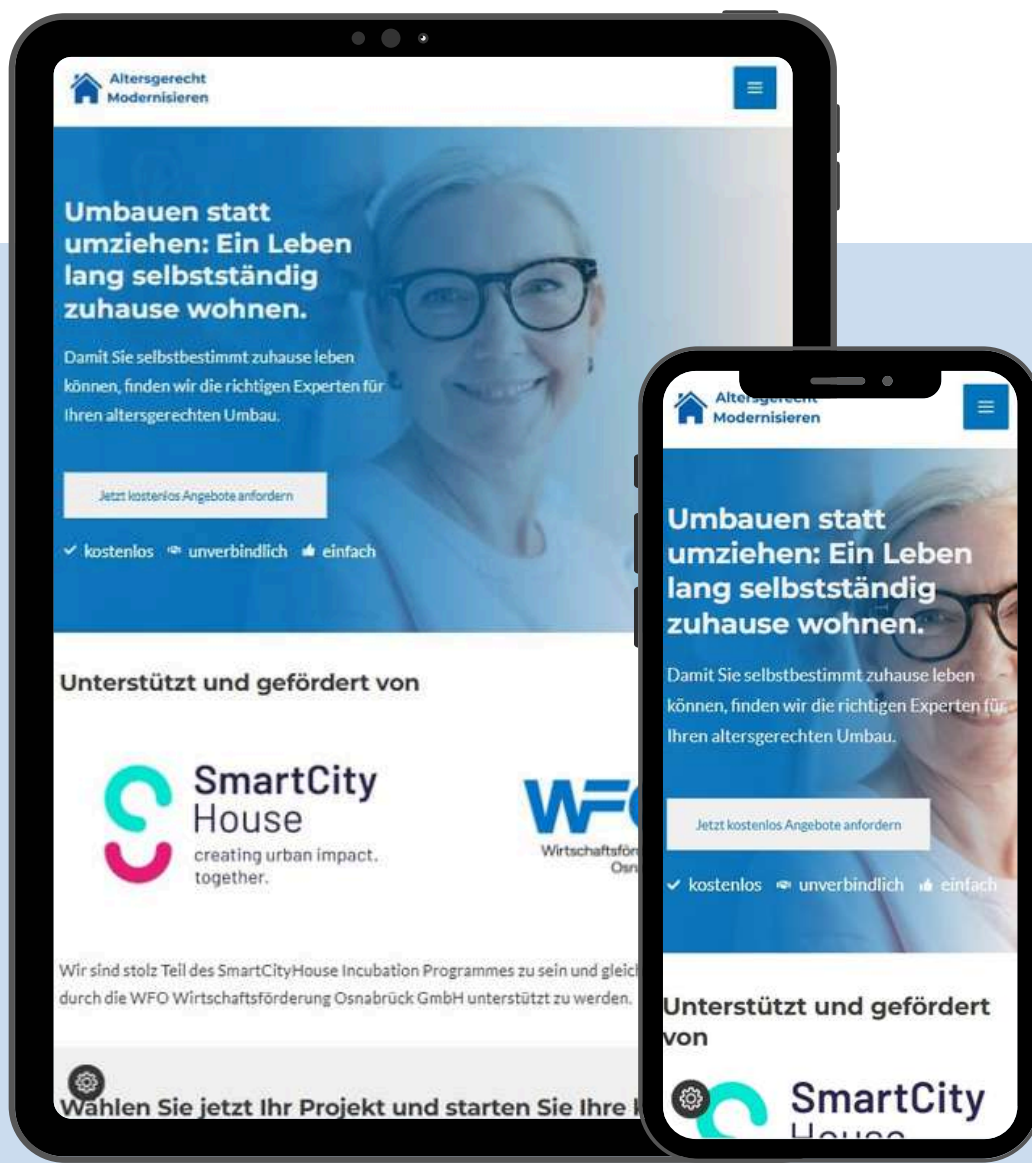 Altersgerecht
Modernisieren
Umbauen statt
umziehen: Ein Leben
lang selbstständig
zuhause wohnen.
Damit Sie selbstbestimmt zuhause leben
können, finden wir die richtigen Experten für
Ihren altersgerechten Umbau.
Jetzt kostenlos Angebote anfordern
kostenlos unverbindlich einfach
Unterstützt und gefördert von
SmartCity
House
creating urban impact.
together.
WFO
Wir sind stolz Teil des SmartCityHouse Incubation Programmes zu sein und gleich
durch die WFO Wirtschaftsförderung Osnabrück GmbH unterstützt zu werden.
Wählen Sie jetzt Ihr Projekt und starten Sie Ihre
Altersgerecht
Modernisieren
Umbauen statt
umziehen: Ein Leben
lang selbstständig
zuhause wohnen.
Damit Sie selbstbestimmt zuhause leben
können, finden wir die richtigen Experten für
Ihren altersgerechten Umbau.
Jetzt kostenlos Angebote anfordern
kostenlos unverbindlich einfach
Unterstützt und gefördert
von
SmartCity
House